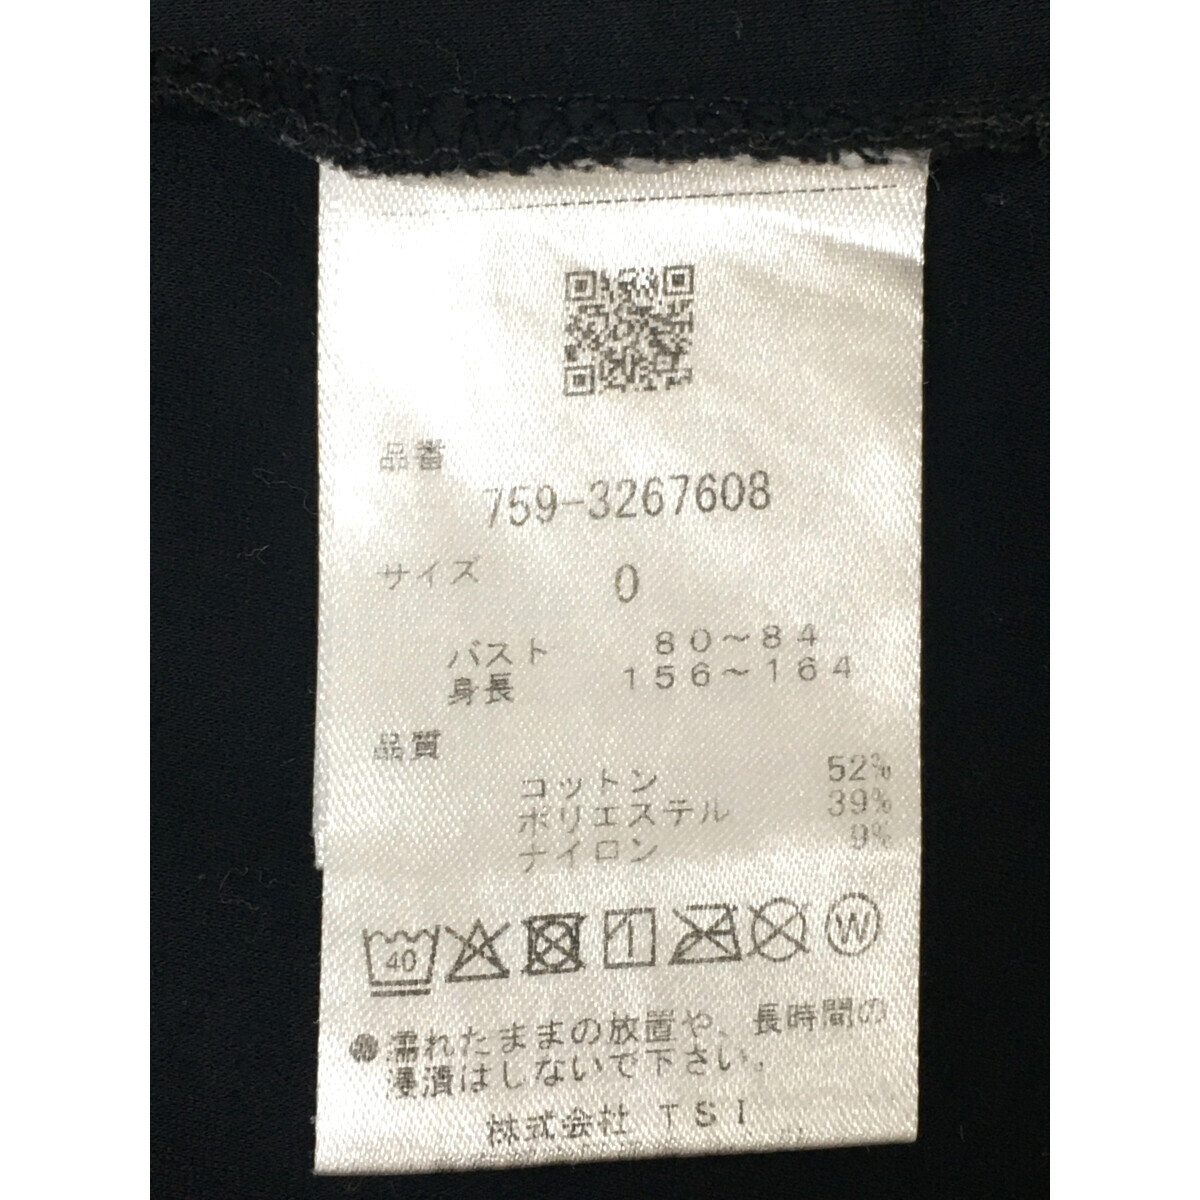 品番
759-3267608
サイズ 0
バスト 80～84
身長 156～164
品質
コットン 52%
ポリエステル 39%
ナイロン 9%
40 W
●濡れたままの放置や、長時間の
浸漬はしないで下さい。
株式会社 TSI